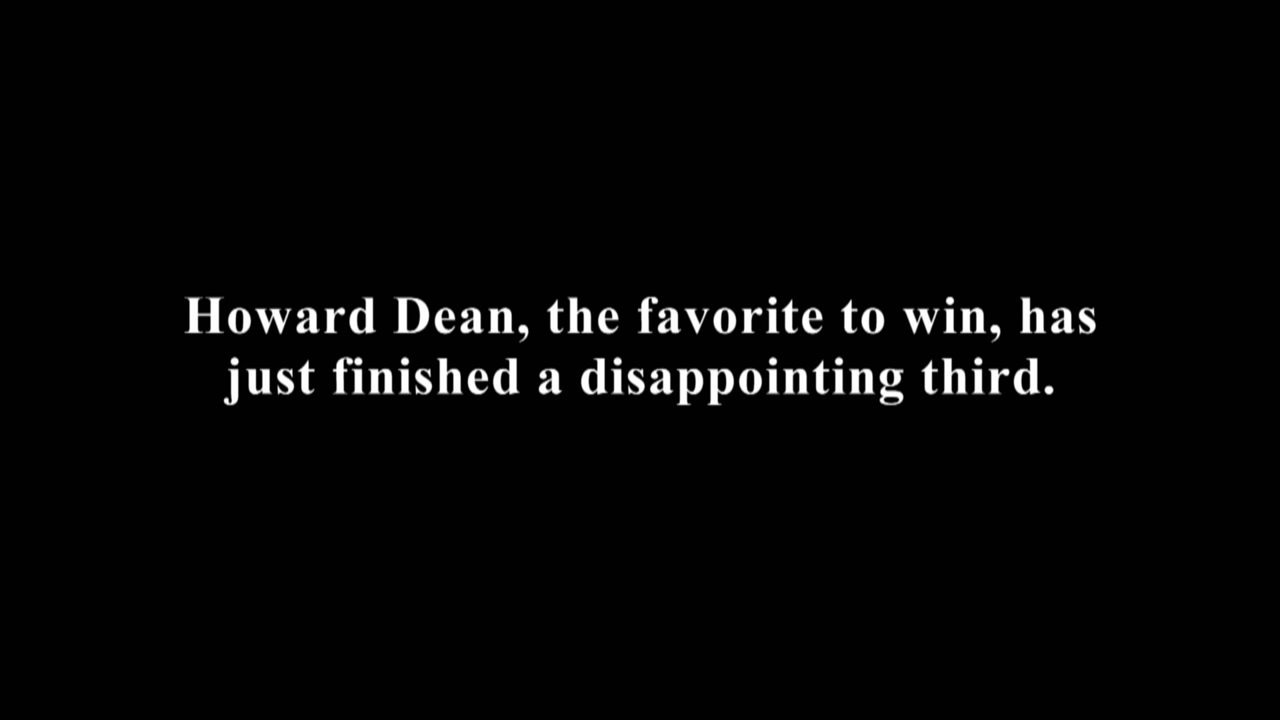 Howard Dean, the favorite to win, has
just finished a disappointing third.